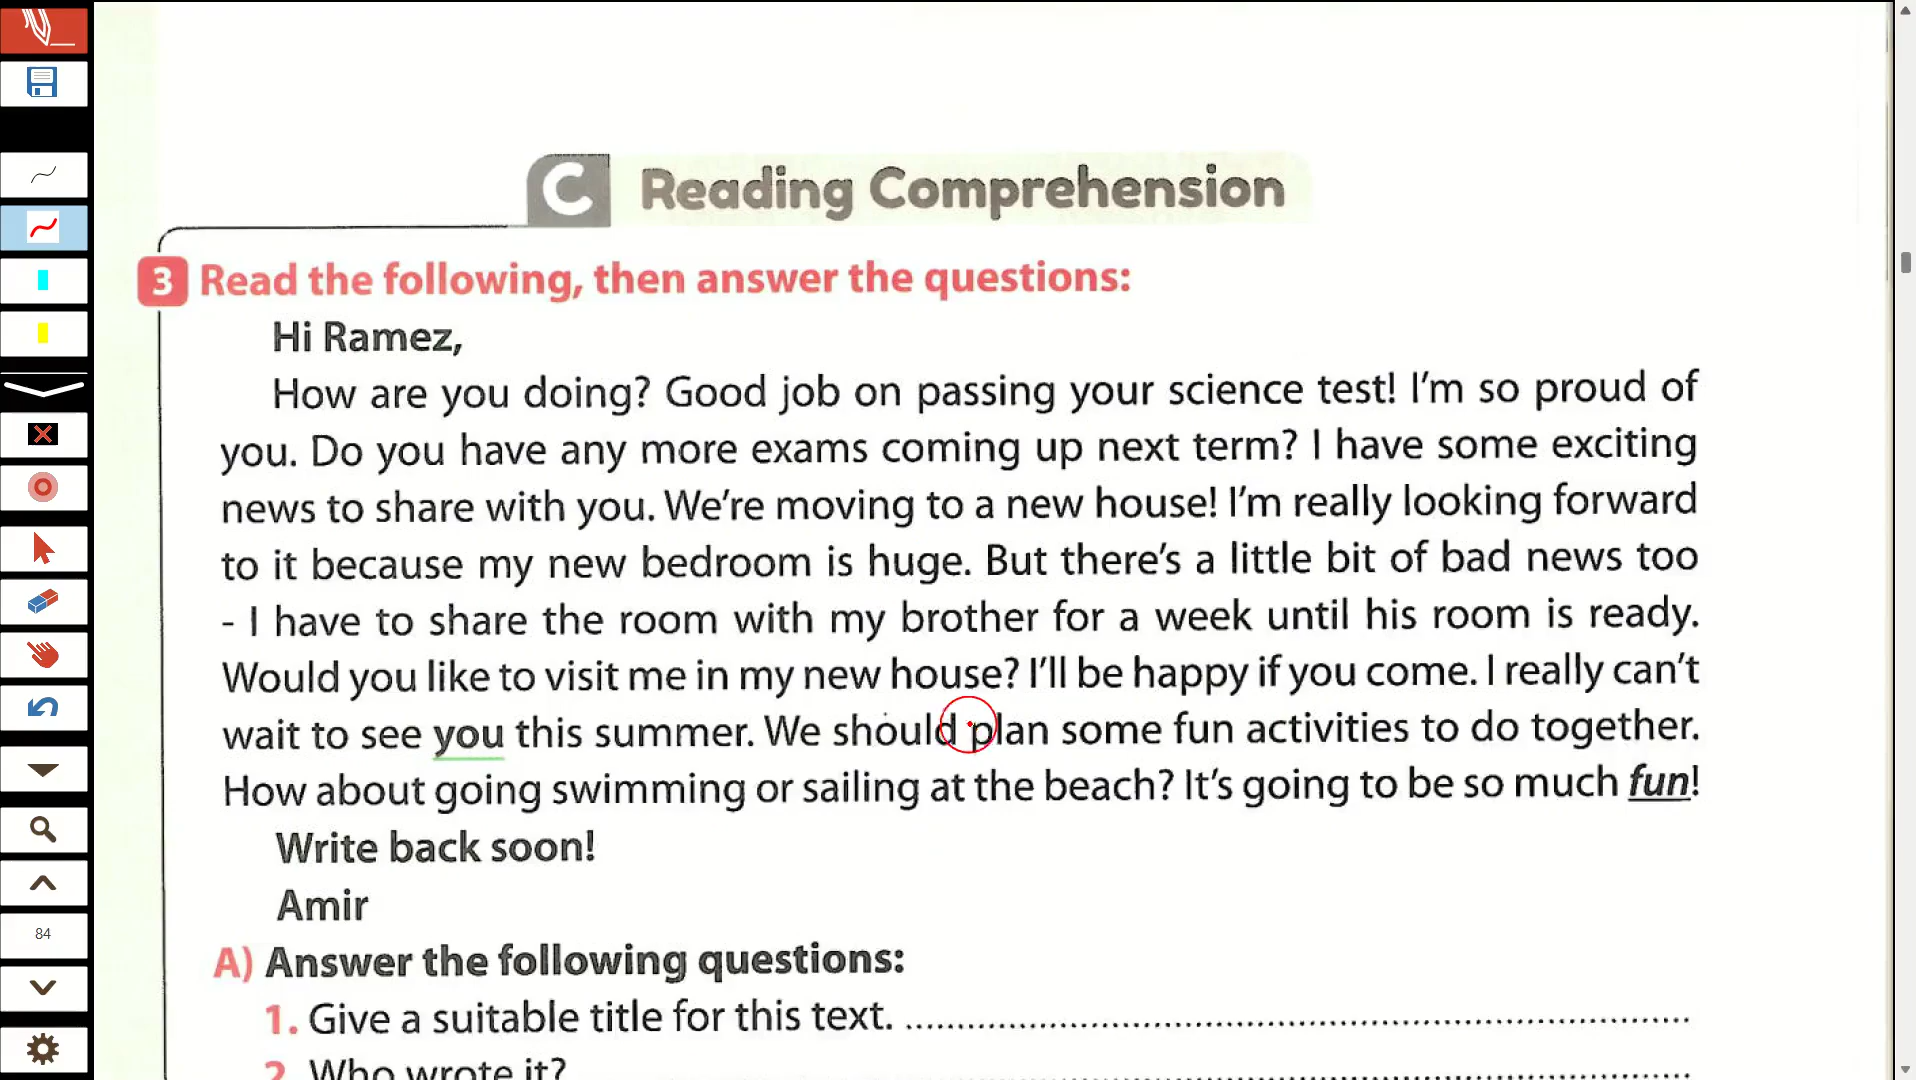 C Reading Comprehension
3 Read the following, then answer the questions:
Hi Ramez,
How are you doing? Good job on passing your science test! I'm so proud of
you. Do you have any more exams coming up next term? I have some exciting
news to share with you. We're moving to a new house! I'm really looking forward
to it because my new bedroom is huge. But there's a little bit of bad news too
- I have to share the room with my brother for a week until his room is ready.
Would you like to visit me in my new house? I'll be happy if you come. I really can't
wait to see you this summer. We should plan some fun activities to do together.
How about going swimming or sailing at the beach? It's going to be so much fun!
Write back soon!
Amir
A) Answer the following questions:
1. Give a suitable title for this text. ........................................
2. Who wrote it? ........................................
84